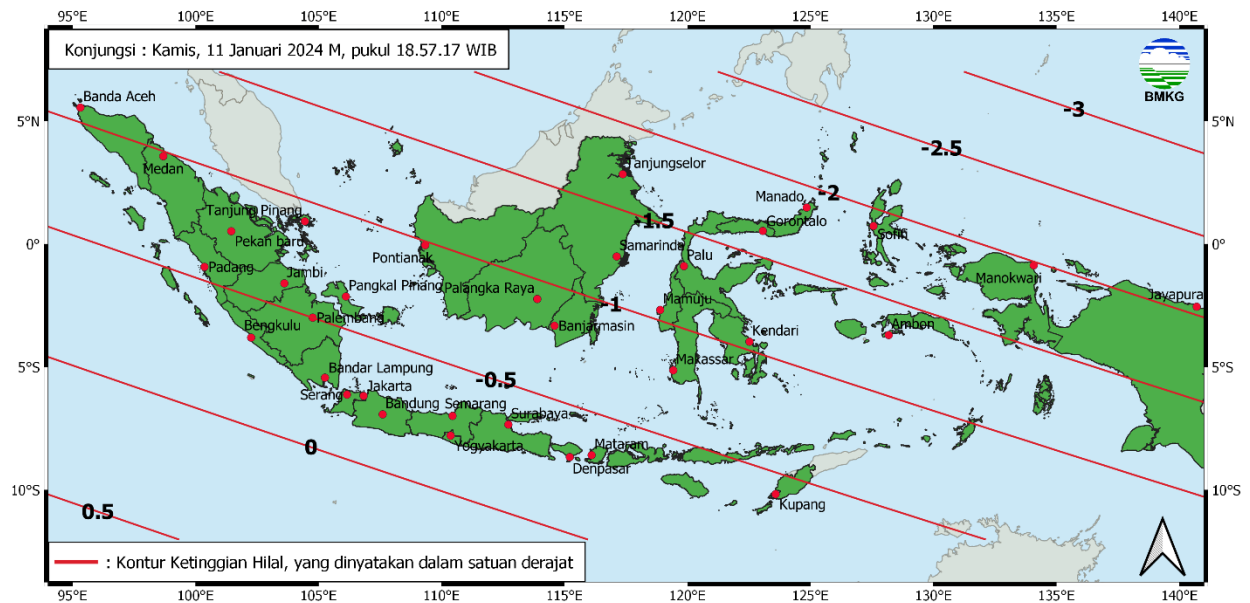 95°E 100°E 105°E 110°E 115°E 120°E 125°E 130°E 135°E 140°E
Konjungsi : Kamis, 11 Januari 2024 M, pukul 18.57.17 WIB
BMKG
Banda Aceh
-3
5°N 5°N
-2.5
Medan
Tanjungselor
Manado
-2
Tanjung Pinang
-1.5
Gorontalo
Sofifi
Pekan baru
0° 0°
Pontianak
Samarinda
Palu
Padang
Jambi
Manokwari
Pangkal Pinang
Palangka Raya
Jayapura
-1
Mamuju
Palembang
Bengkulu
Banjarmasin
Kendari
Ambon
Makassar
5°S 5°S
Bandar Lampung
-0.5
Jakarta
Serang
Bandung
Semarang
Surabaya
0
Yogyakarta
Mataram
Denpasar
10°S 10°S
Kupang
0.5
: Kontur Ketinggian Hilal, yang dinyatakan dalam satuan derajat
95°E 100°E 105°E 110°E 115°E 120°E 125°E 130°E 135°E 140°E